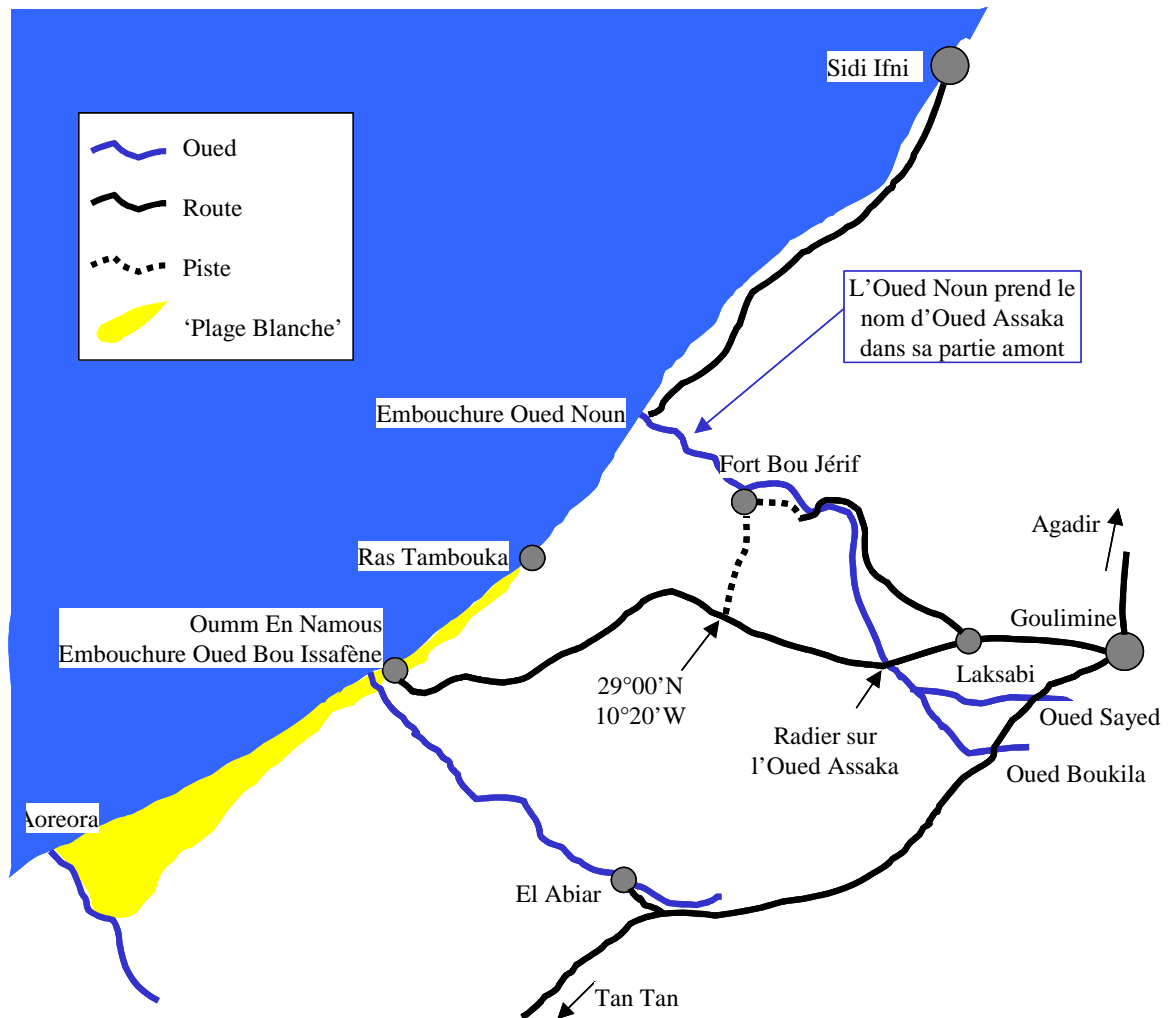 Sidi Ifni
Oued
Route
Piste
‘Plage Blanche’
L’Oued Noun prend le
nom d’Oued Assaka
dans sa partie amont
Embouchure Oued Noun
Fort Bou Jérif
Agadir
Ras Tambouka
Goulimine
Oumm En Namous
Embouchure Oued Bou Issafène
Laksabi
29°00’N
10°20’W
Oued Sayed
Radier sur
l’Oued Assaka
Oued Boukila
Aoreora
El Abiar
Tan Tan